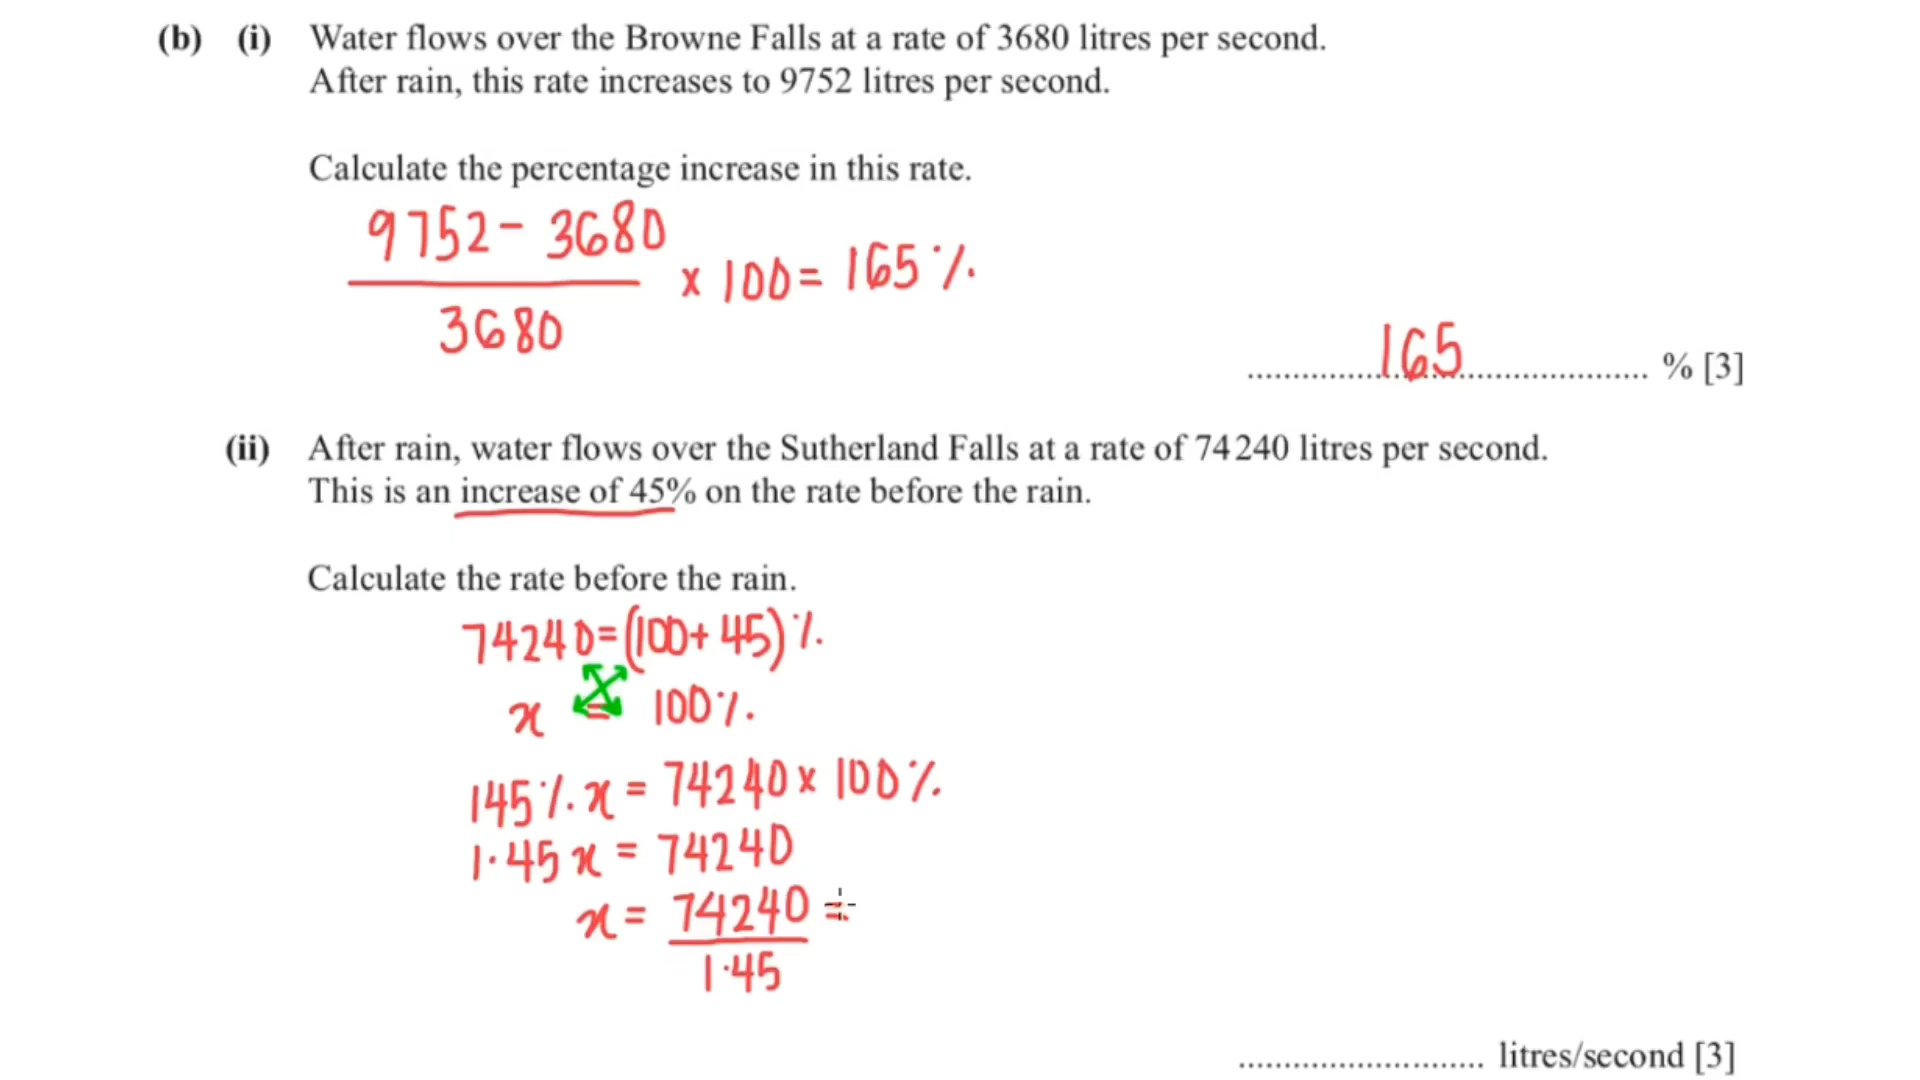 (b) (i) Water flows over the Browne Falls at a rate of 3680 litres per second.
After rain, this rate increases to 9752 litres per second.
Calculate the percentage increase in this rate.
9752 - 3680
3680
x 100 = 165 %
165
........................................ % [3]
(ii) After rain, water flows over the Sutherland Falls at a rate of 74 240 litres per second.
This is an increase of 45% on the rate before the rain.
Calculate the rate before the rain.
74240 = (100 + 45) %
x = 100 %
145 % x = 74240 x 100 %
1.45 x = 74240
x = 74240 =
1.45
........................... litres/second [3]